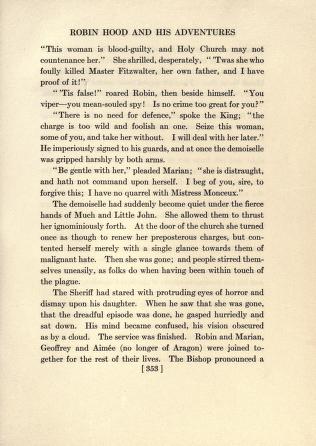 ROBIN HOOD AND HIS ADVENTURES
"This woman is blood-guilty, and Holy Church may not
countenance her." She shrilled, desperately, " 'Twas she who
foully killed Master Fitzwalter, her own father, and I have
proof of it!"
" 'Tis false!" roared Robin, then beside himself. "You
viper—you mean-souled spy! Is no crime too great for you?"
"There is no need for defence," spoke the King; "the
charge is too wild and foolish an one. Seize this woman,
some of you, and take her without. I will deal with her later."
He imperiously signed to his guards, and at once the demoiselle
was gripped harshly by both arms.
"Be gentle with her," pleaded Marian; "she is distraught,
and hath not command upon herself. I beg of you, sire, to
forgive this; I have no quarrel with Mistress Monceux."
The demoiselle had suddenly become quiet under the fierce
hands of Much and Little John. She allowed them to thrust
her ignominiously forth. At the door of the church she turned
once as though to renew her preposterous charges, but con-
tented herself merely with a single glance towards them of
malignant hate. Then she was gone; and people stirred them-
selves uneasily, as folks do when having been within touch of
the plague.
The Sheriff had stared with protruding eyes of horror and
dismay upon his daughter. When he saw that she was gone,
that the dreadful episode was done, he gasped hurriedly and
sat down. His mind became confused, his vision obscured
as by a cloud. The service was finished. Robin and Marian,
Geoffrey and Aimée (no longer of Aragon) were joined to-
gether for the rest of their lives. The Bishop pronounced a
[ 353 ]